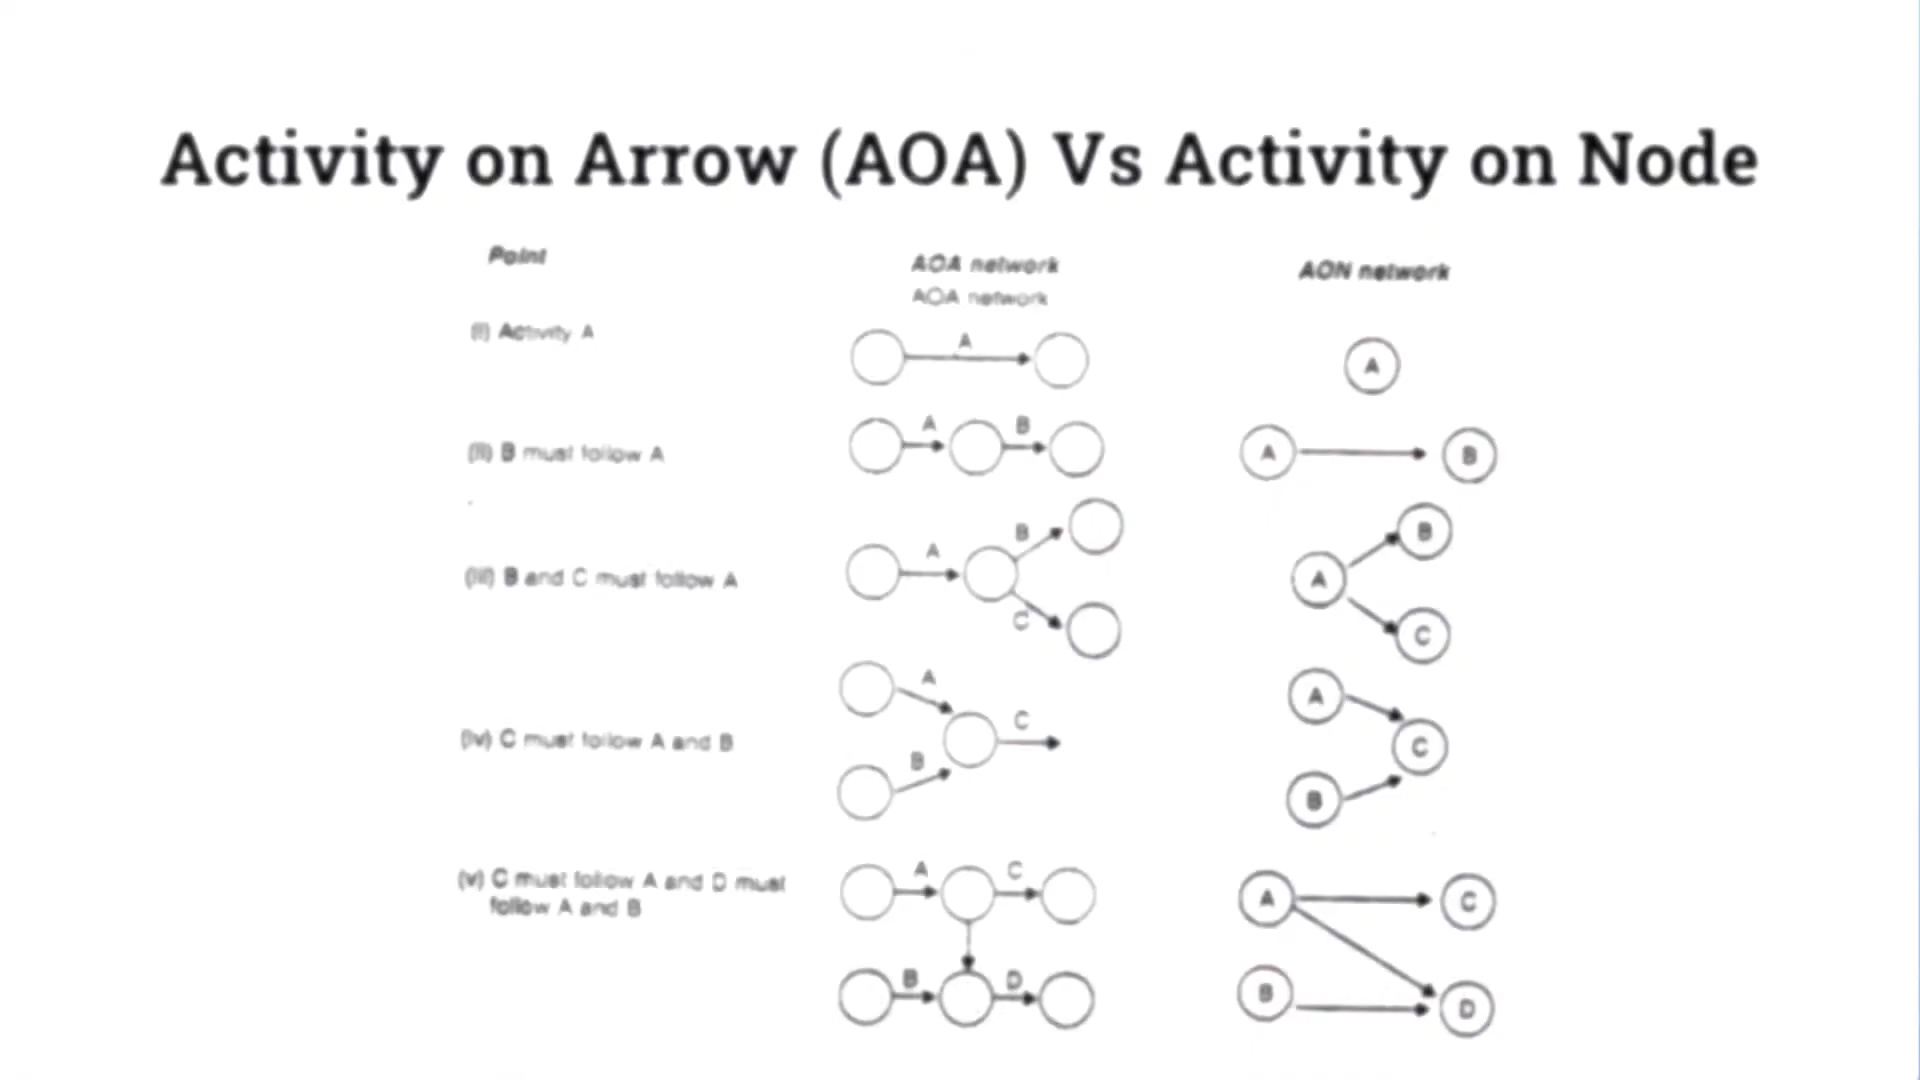 Activity on Arrow (AOA) Vs Activity on Node
Point
AOA network
AON network
AOA network
(i) Activity A
A
A
(ii) B must follow A
A
B
A
B
(iii) B and C must follow A
A
B
C
A
B
C
(iv) C must follow A and B
A
B
C
A
B
C
(v) C must follow A and D must
follow A and B
A
C
B
D
A
C
B
D